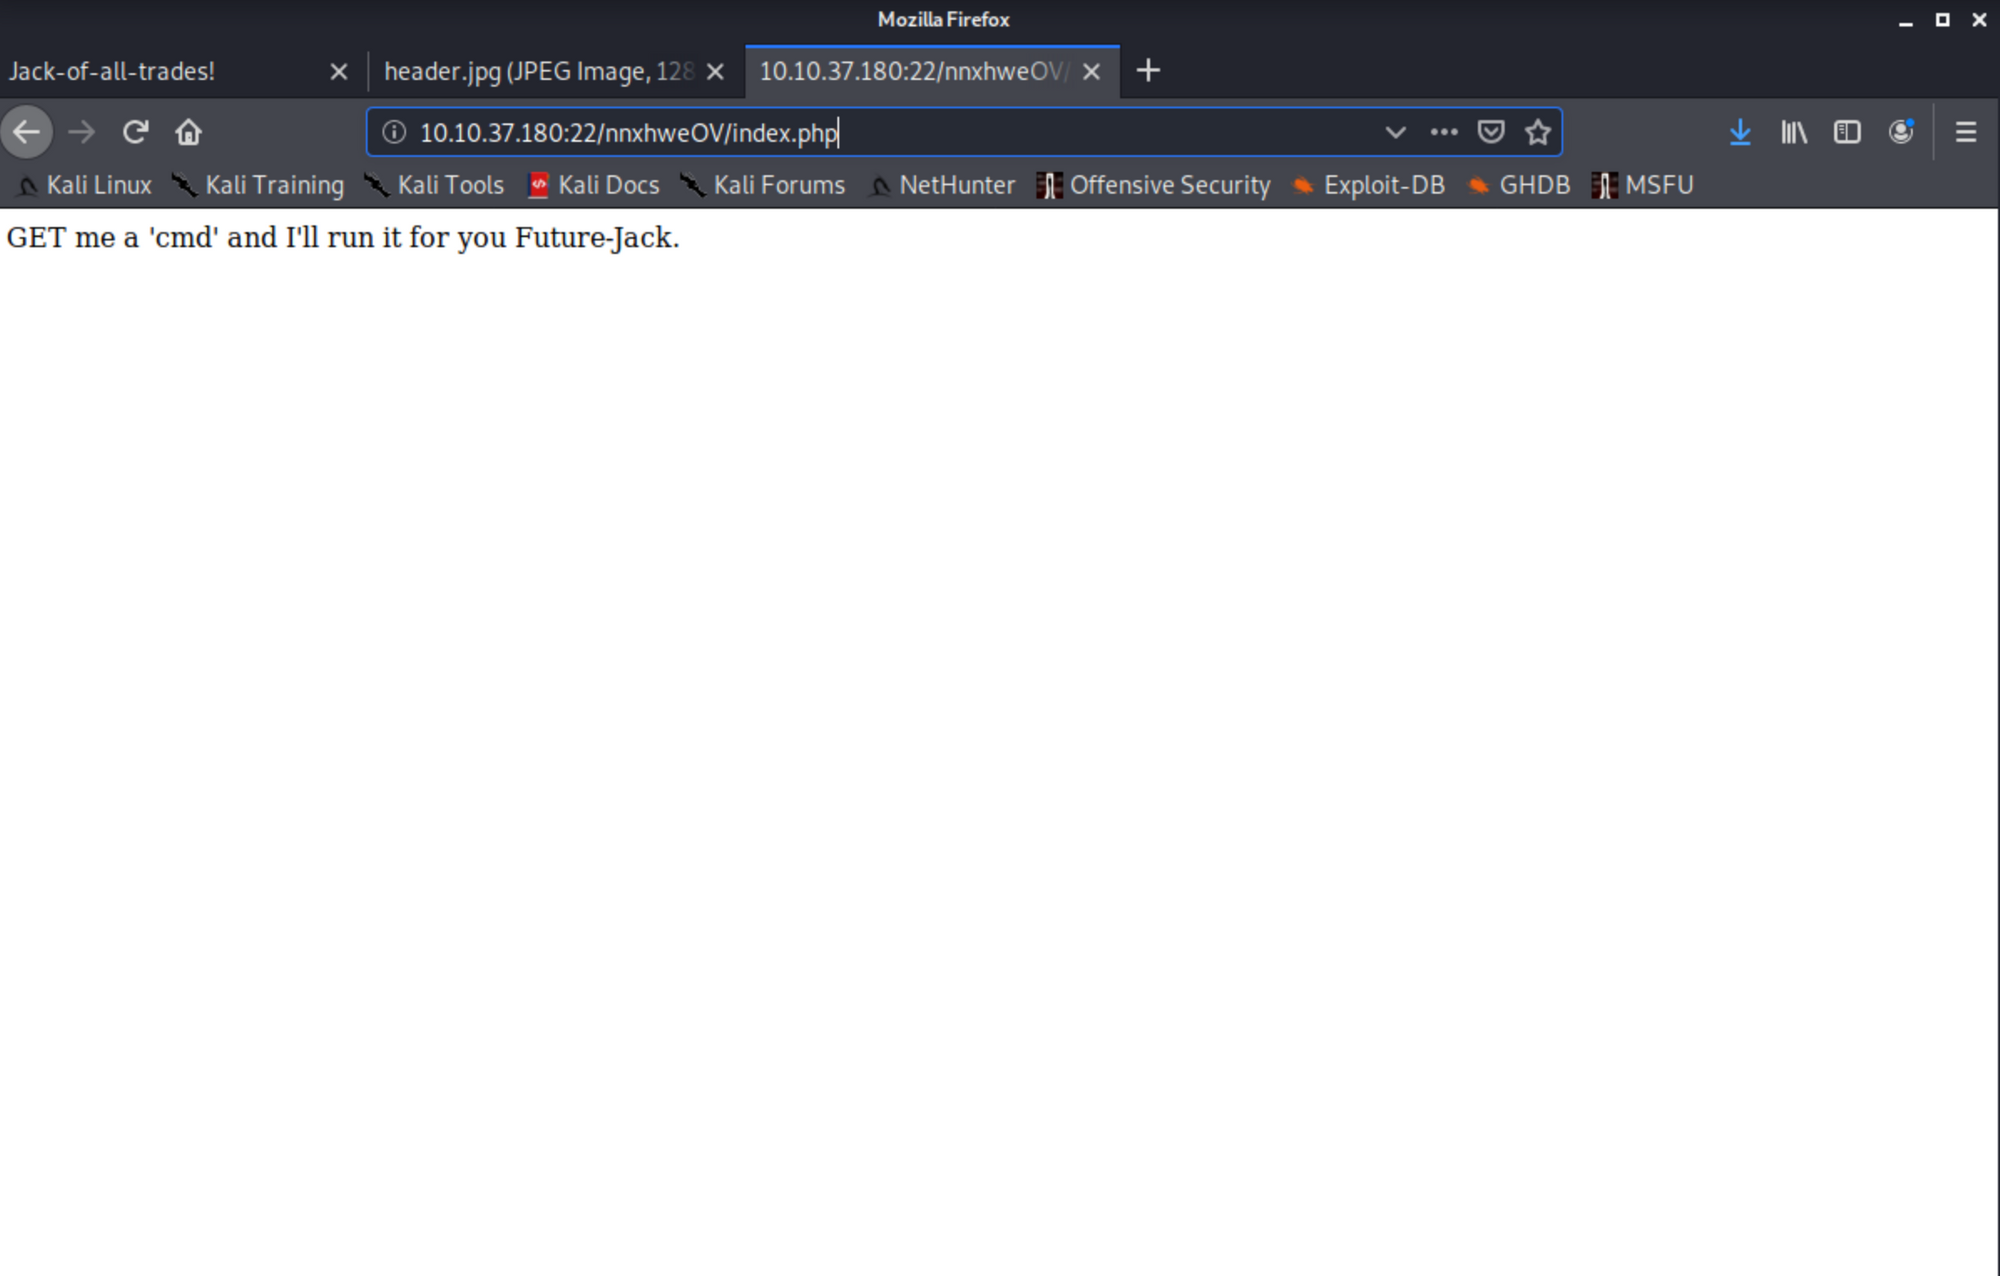 Mozilla Firefox
Jack-of-all-trades!
header.jpg (JPEG Image, 128
10.10.37.180:22/nnxhweOV/
10.10.37.180:22/nnxhweOV/index.php
Kali Linux Kali Training Kali Tools Kali Docs Kali Forums NetHunter Offensive Security Exploit-DB GHDB MSFU
GET me a 'cmd' and I'll run it for you Future-Jack.